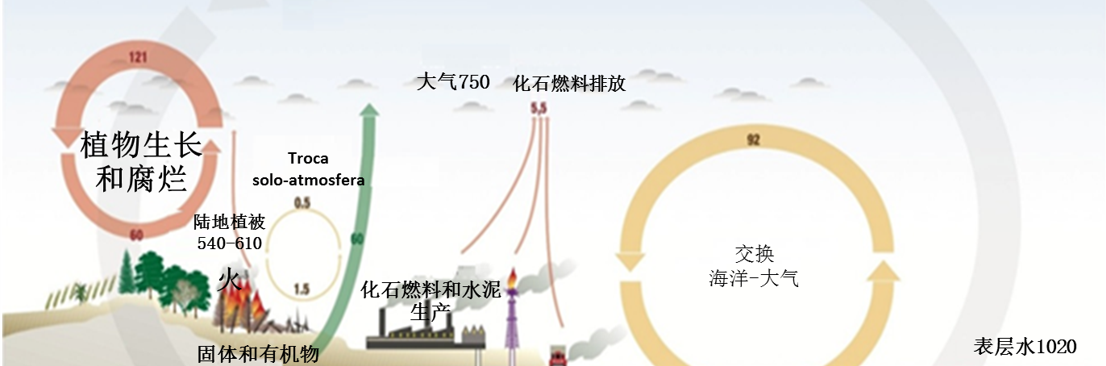 121
大气750
化石燃料排放
5,5
植物生长
和腐烂
92
Troca
solo-atmosfera
0.5
陆地植被
540-610
60
60
火
交换
海洋-大气
1.5
化石燃料和水泥
生产
固体和有机物
表层水1020